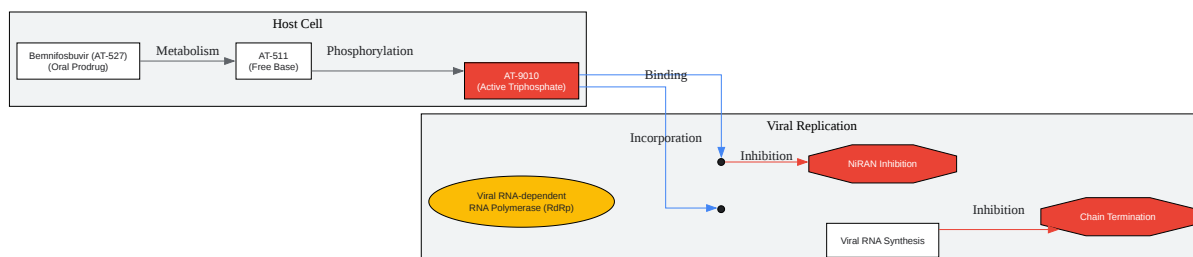 Host Cell
Bemnifosbuvir (AT-527)
(Oral Prodrug)
Metabolism
AT-511
(Free Base)
Phosphorylation
AT-9010
(Active Triphosphate)
Binding
Incorporation
Viral Replication
Inhibition
NiRAN Inhibition
Viral RNA-dependent
RNA Polymerase (RdRp)
Viral RNA Synthesis
Inhibition
Chain Termination